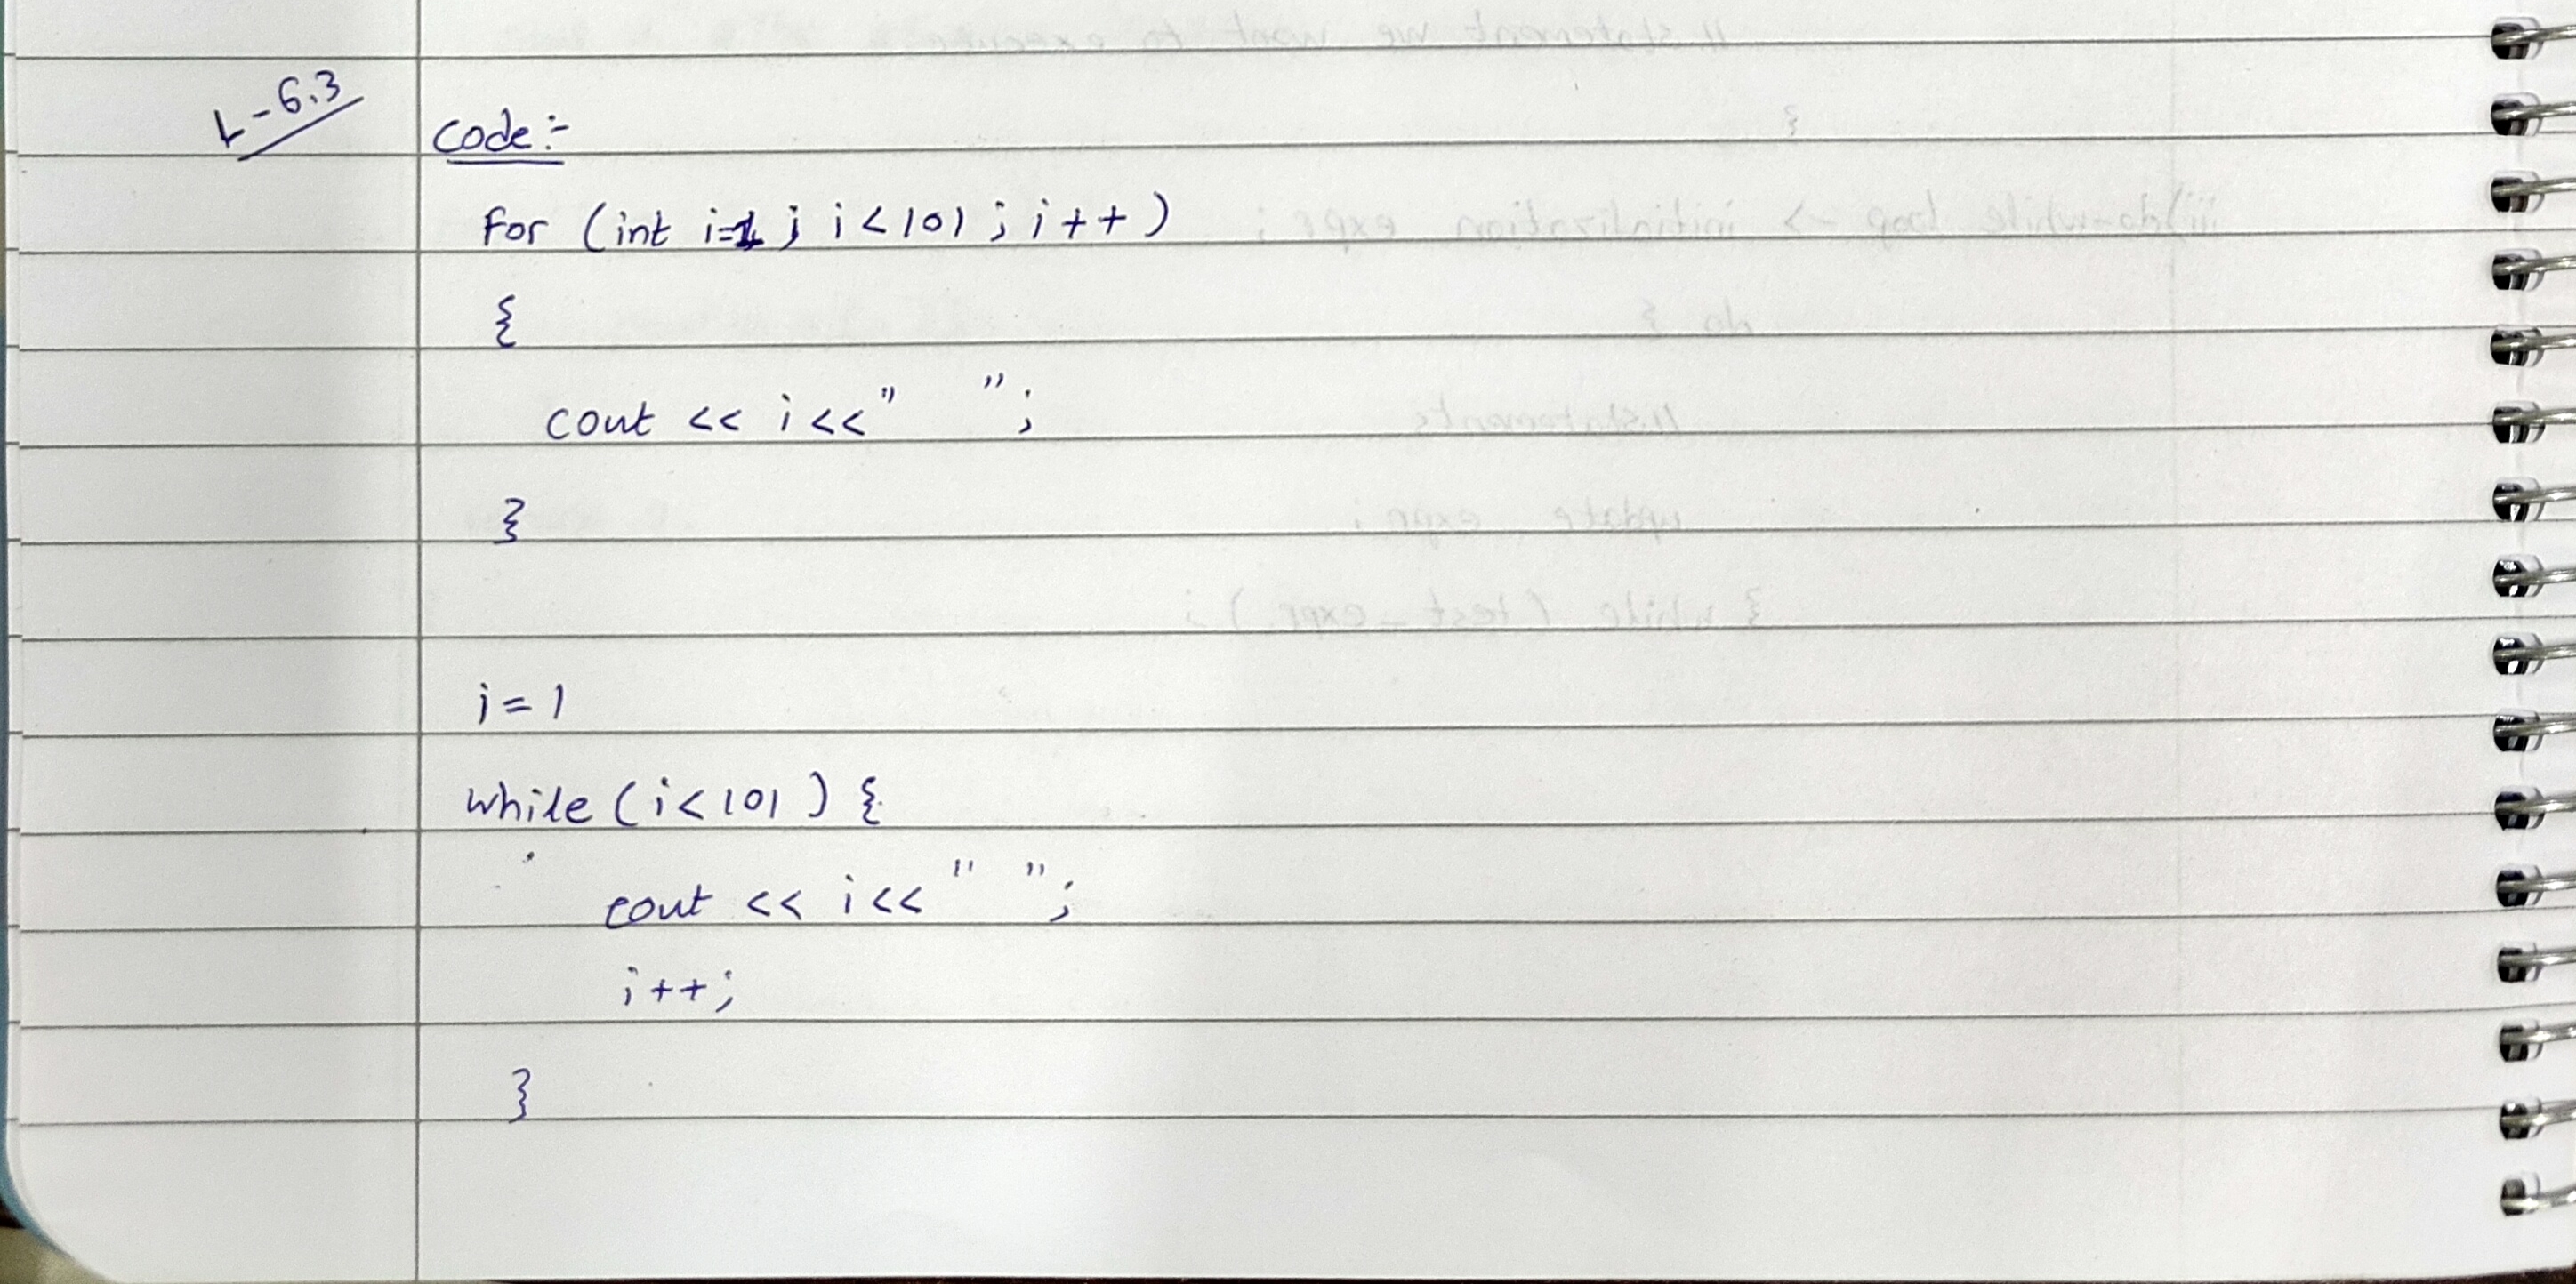 L-6.3
Code:-
for (int i=1; i<101; i++)
{
cout << i<<"   ";
}
i=1
while (i<101) {
cout << i<<"  ";
i++;
}